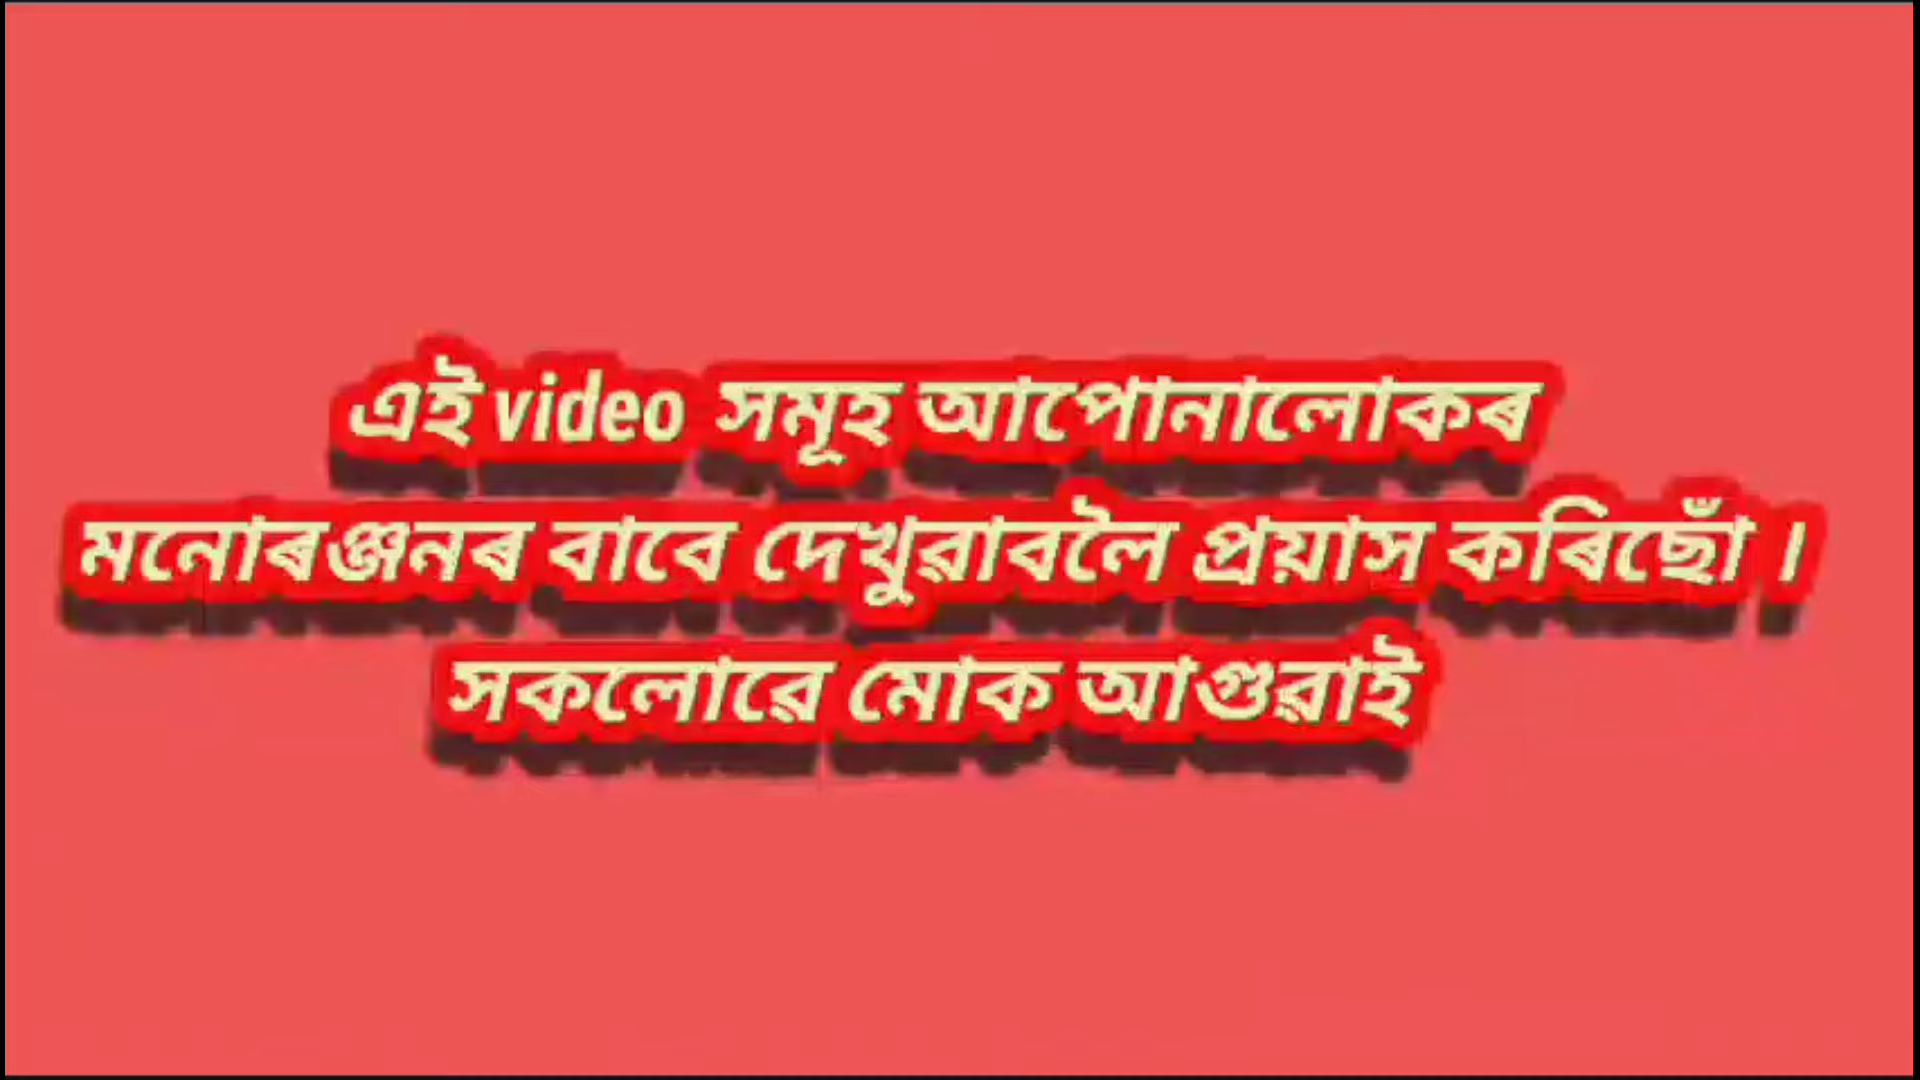 এই video সমূহ আপোনালোকৰ
মনোৰঞ্জনৰ বাবে দেখুৱাবলৈ প্ৰয়াস কৰিছোঁ ।
সকলোৱে মোক আগুৱাই